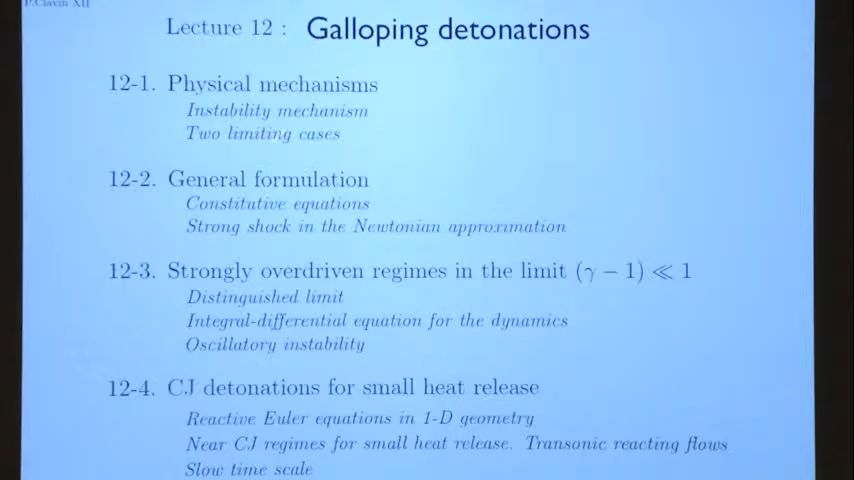 P.Clavin XII
Lecture 12 : Galloping detonations
12-1. Physical mechanisms
Instability mechanism
Two limiting cases
12-2. General formulation
Constitutive equations
Strong shock in the Newtonian approximation
12-3. Strongly overdriven regimes in the limit (γ − 1) ≪ 1
Distinguished limit
Integral-differential equation for the dynamics
Oscillatory instability
12-4. CJ detonations for small heat release
Reactive Euler equations in 1-D geometry
Near CJ regimes for small heat release. Transonic reacting flows
Slow time scale